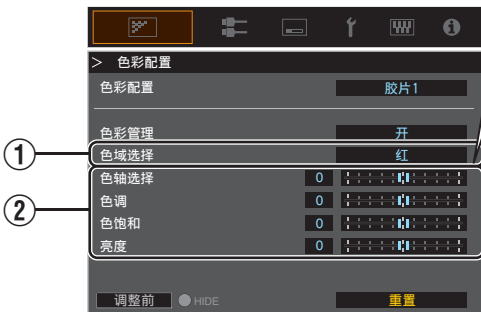 > 色彩配置
色彩配置 胶片1
色彩管理 开
① 色域选择 红
色轴选择 0
② 色调 0
色饱和 0
亮度 0
调整前 HIDE 重置